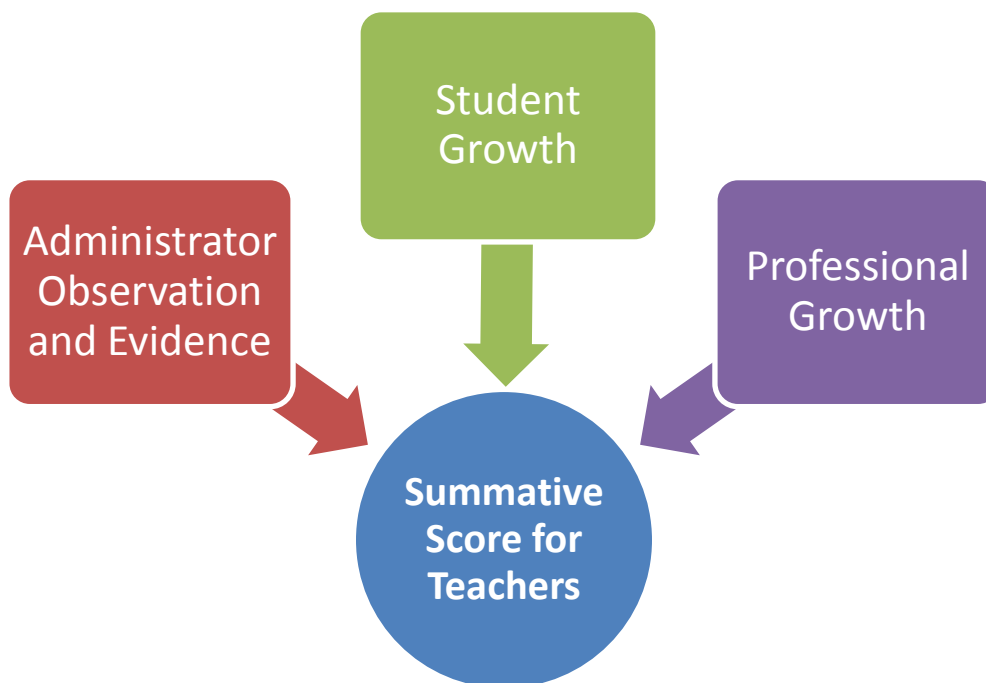 Student
Growth
Administrator
Observation
and Evidence
Professional
Growth
Summative
Score for
Teachers